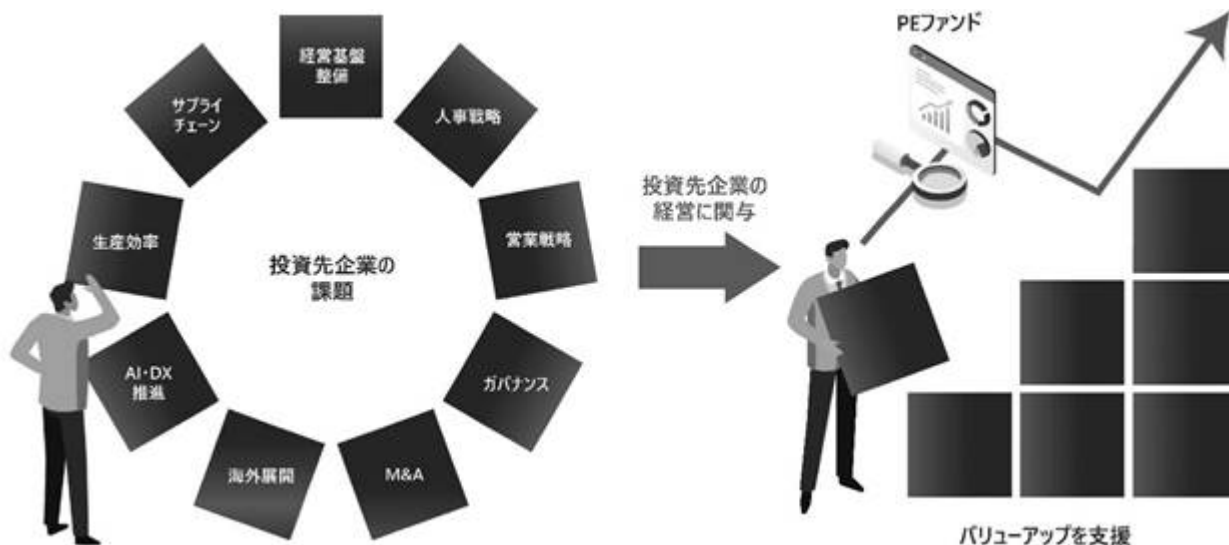 経営基盤
整備
人事戦略
営業戦略
ガバナンス
M&A
海外展開
AI・DX
推進
生産効率
サプライ
チェーン
投資先企業の
課題
投資先企業の
経営に関与
PEファンド
バリューアップを支援